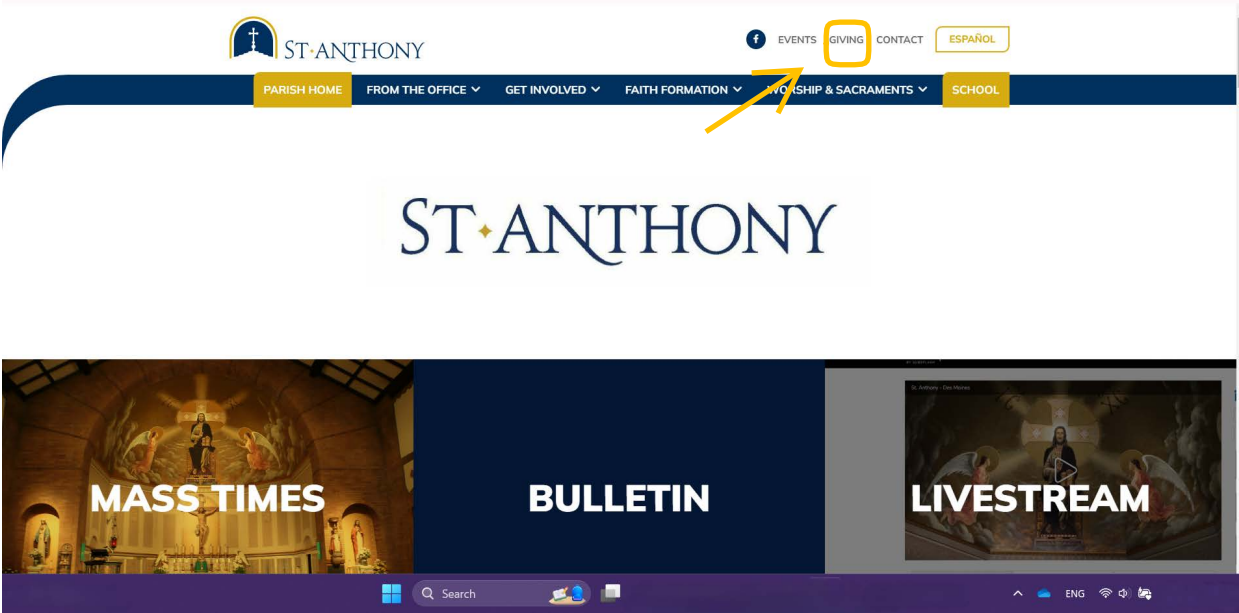 ST·ANTHONY
EVENTS GIVING CONTACT ESPAÑOL
PARISH HOME FROM THE OFFICE GET INVOLVED FAITH FORMATION WORSHIP & SACRAMENTS SCHOOL
ST·ANTHONY
St. Anthony - Des Moines
MASS TIMES BULLETIN LIVESTREAM
Search ENG